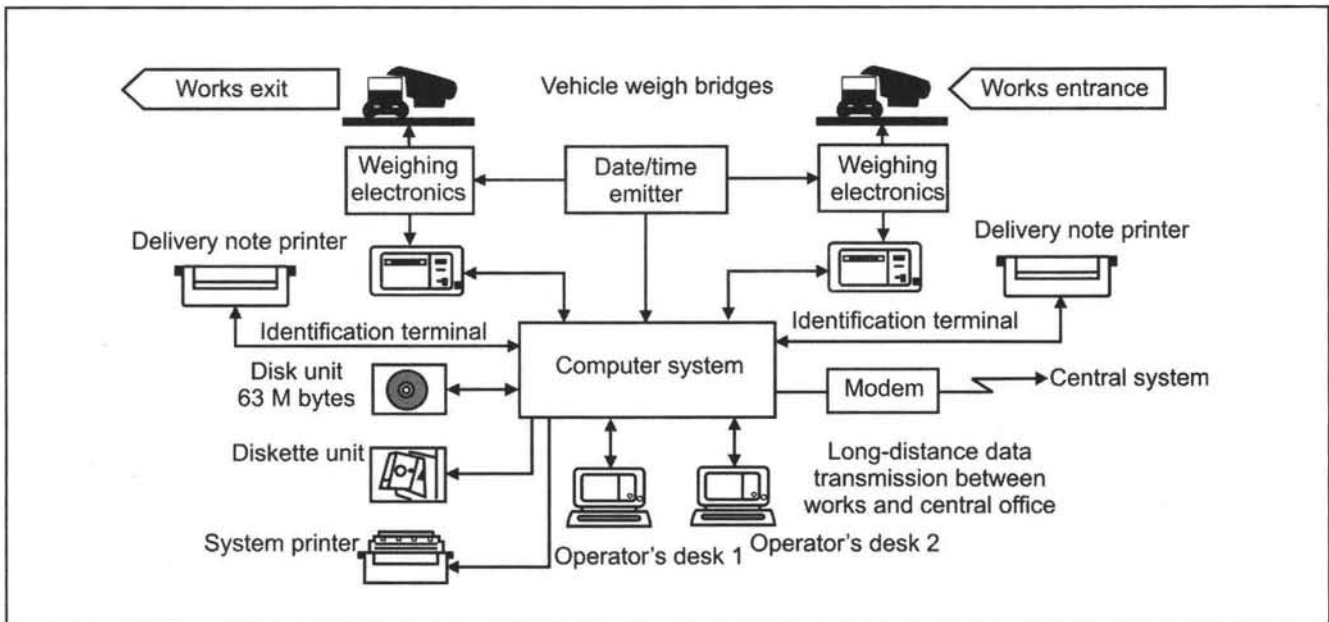 Works exit
Vehicle weigh bridges
Works entrance
Weighing
electronics
Date/time
emitter
Weighing
electronics
Delivery note printer
Delivery note printer
Identification terminal
Identification terminal
Computer system
Disk unit
63 M bytes
Modem
Central system
Diskette unit
Long-distance data
transmission between
works and central office
System printer
Operator's desk 1
Operator's desk 2